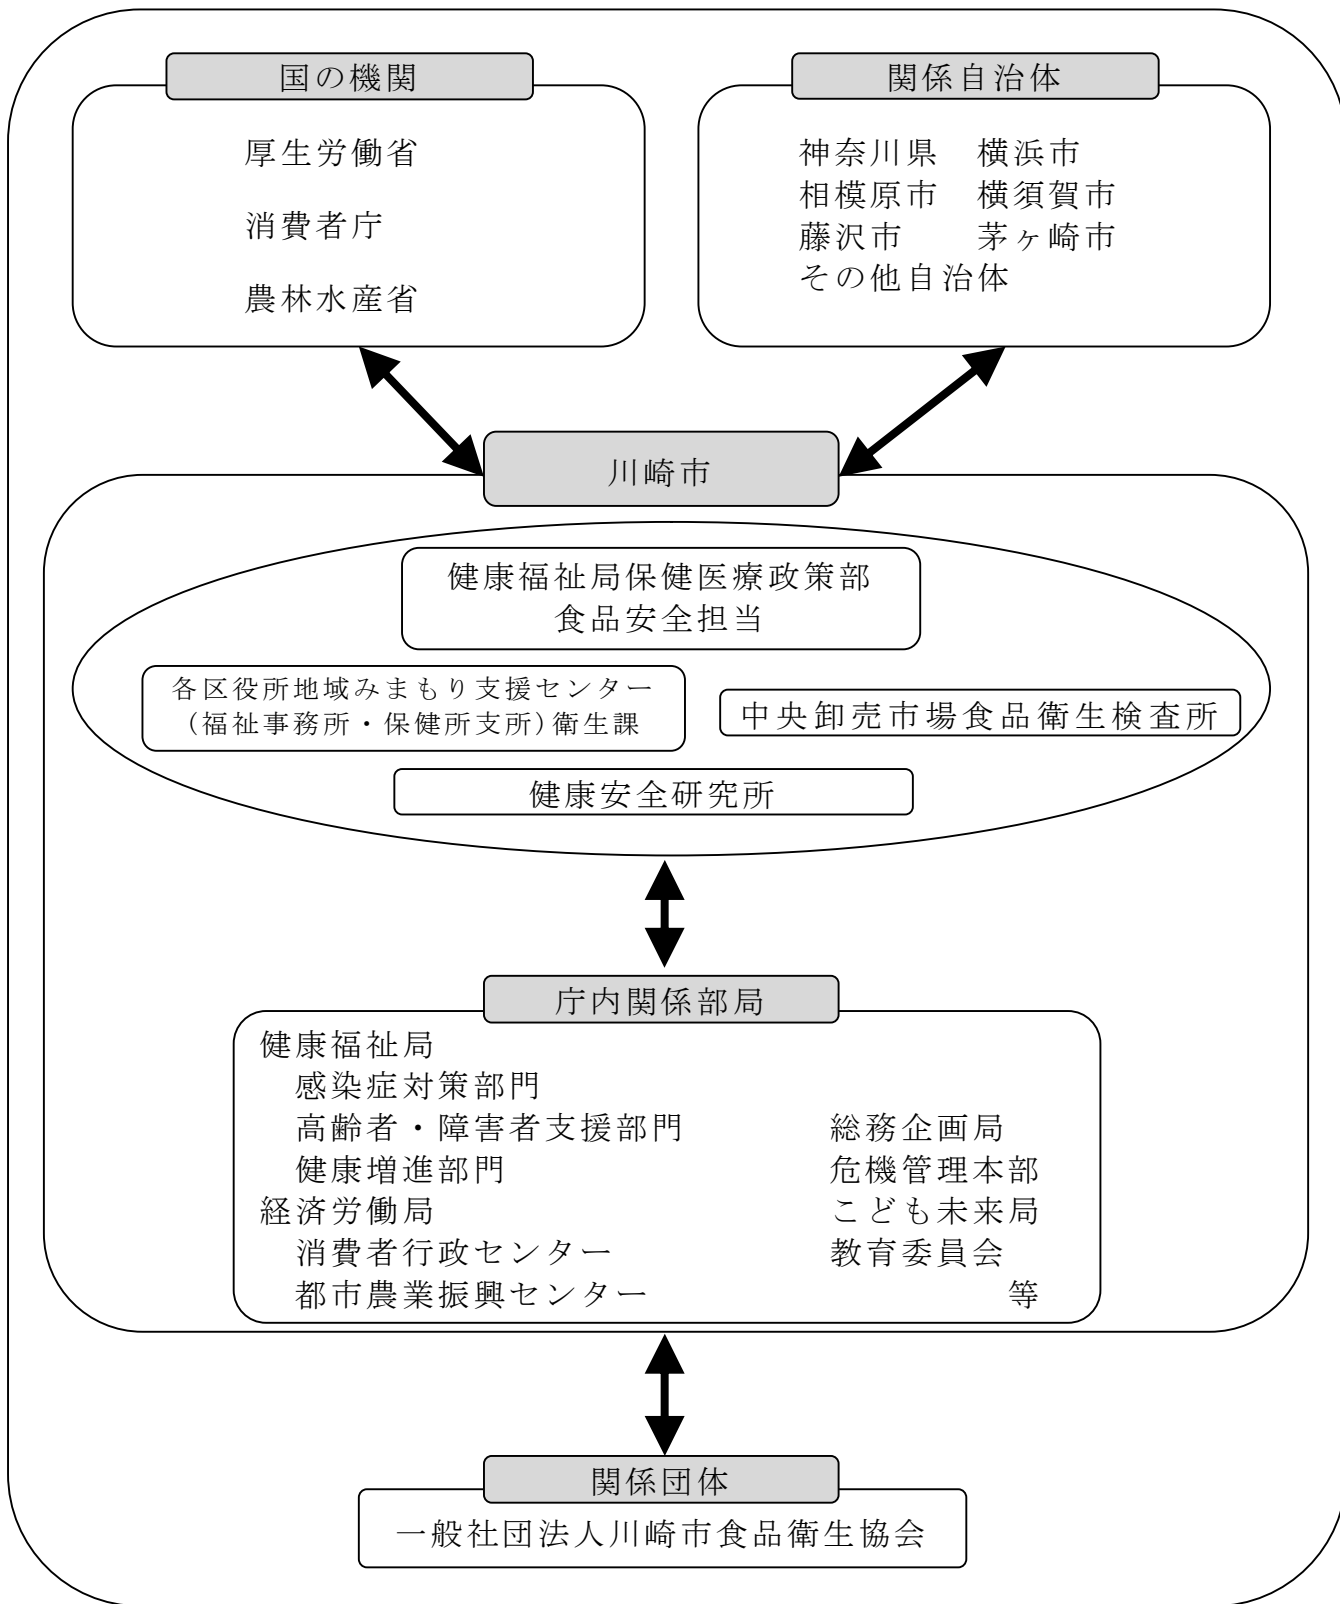 国の機関
厚生労働省
消費者庁
農林水産省
関係自治体
神奈川県　横浜市
相模原市　横須賀市
藤沢市　　茅ヶ崎市
その他自治体
川崎市
健康福祉局保健医療政策部
食品安全担当
各区役所地域みまもり支援センター
(福祉事務所・保健所支所)衛生課
中央卸売市場食品衛生検査所
健康安全研究所
庁内関係部局
健康福祉局
感染症対策部門
高齢者・障害者支援部門
健康増進部門
経済労働局
消費者行政センター
都市農業振興センター
総務企画局
危機管理本部
こども未来局
教育委員会
等
関係団体
一般社団法人川崎市食品衛生協会